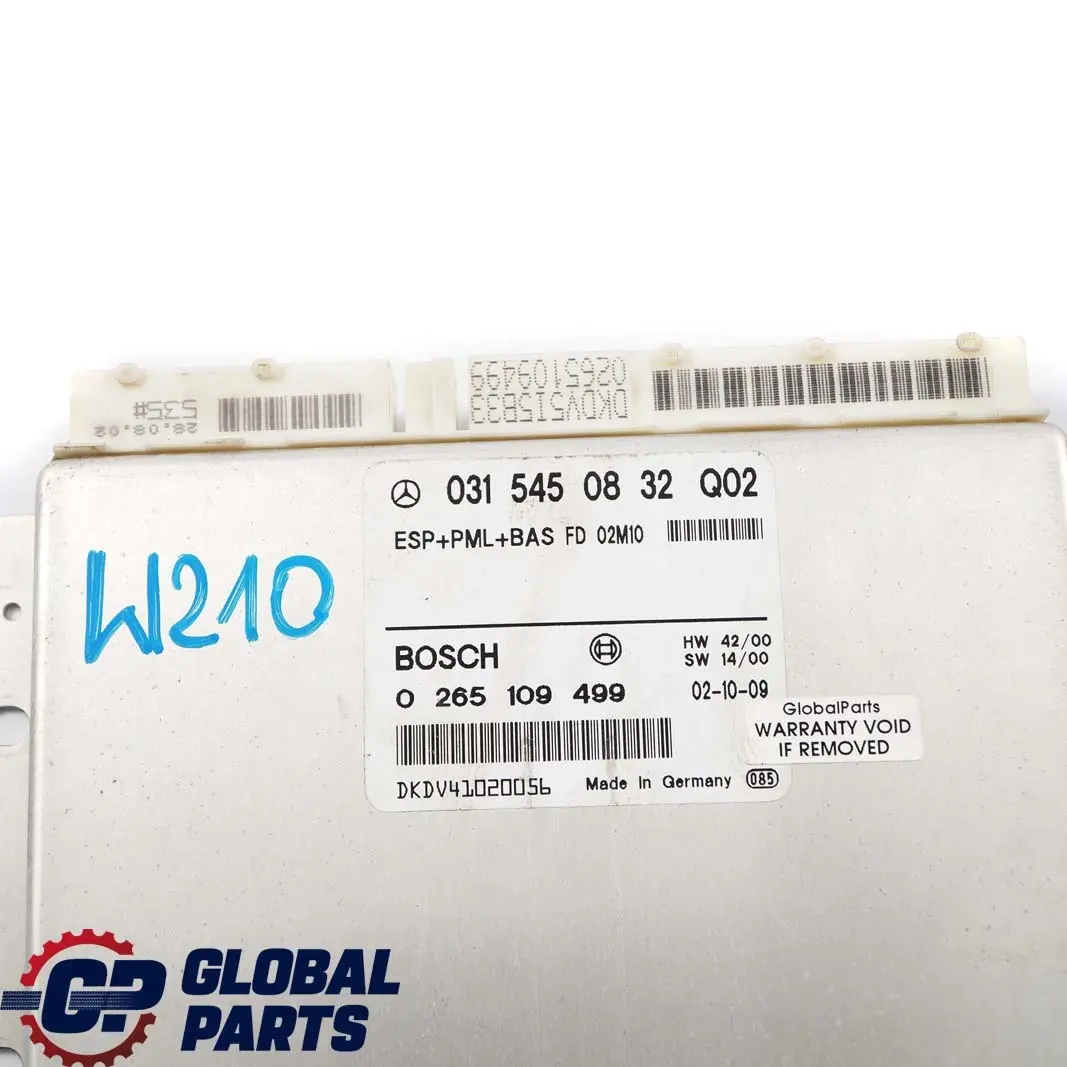 535#
28.08.02
0265109499
DKDV5I5B33
031 545 08 32 Q02
ESP+PML+BAS FD 02M10
W210
BOSCH
HW 42/00
SW 14/00
0 265 109 499
02-10-09
GlobalParts
WARRANTY VOID
IF REMOVED
DKDV41020056
Made In Germany
085
GP GLOBAL
PARTS